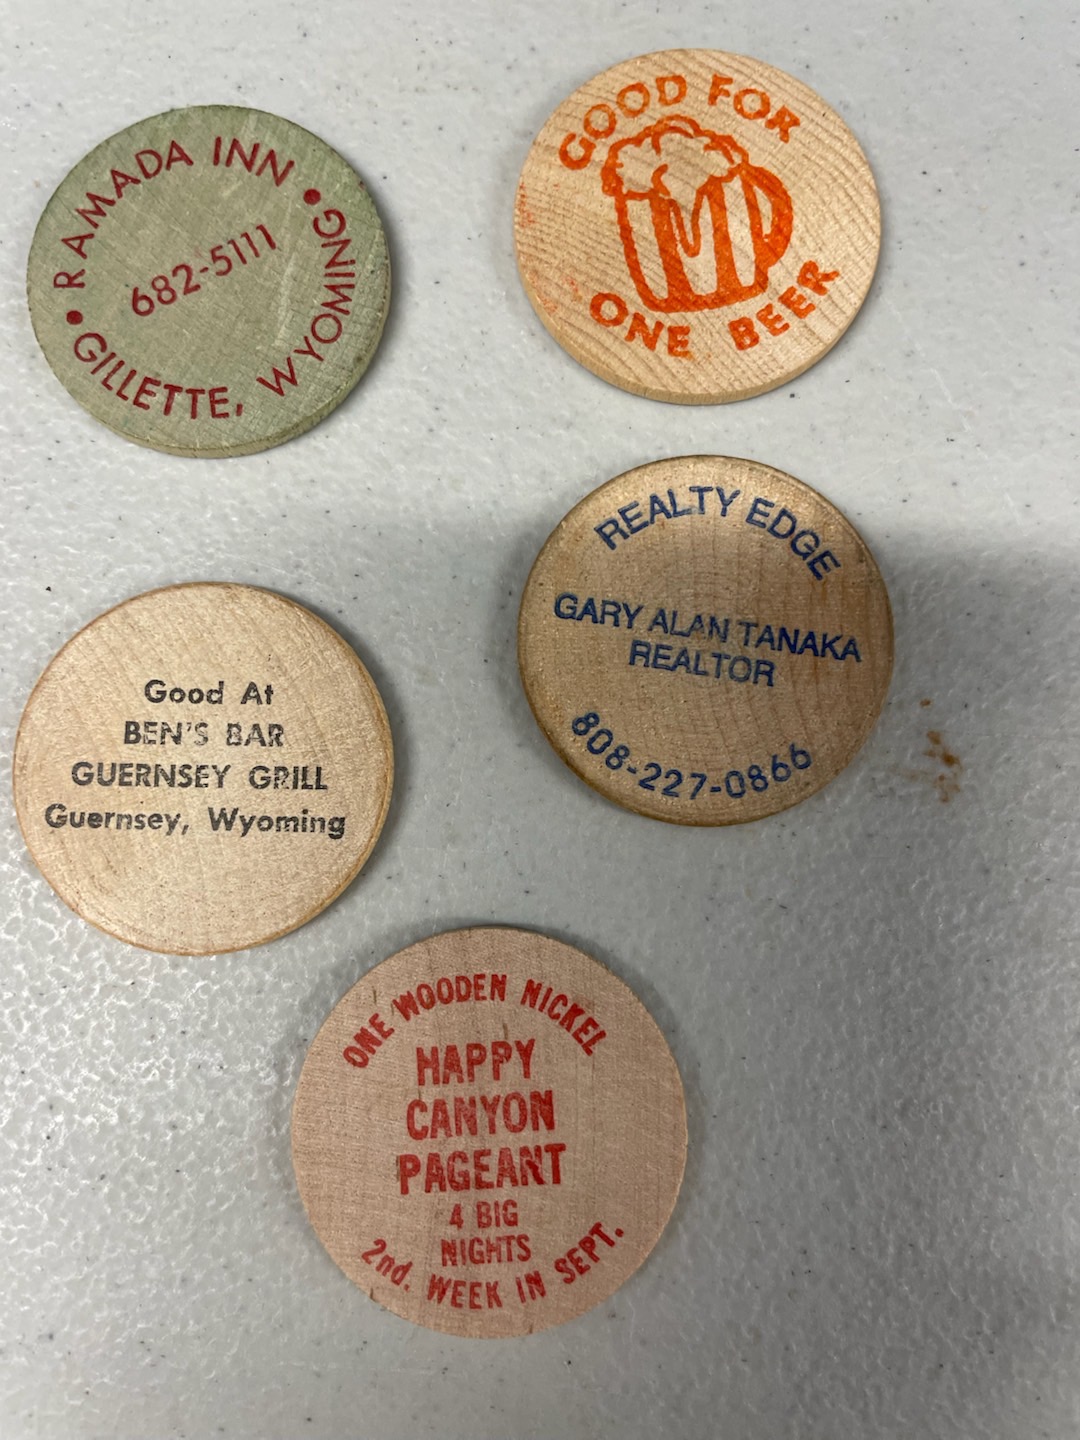 RAMADA INN
682-5111
GILLETTE, WYOMING
GOOD FOR
ONE BEER
REALTY EDGE
GARY ALAN TANAKA
REALTOR
808-227-0866
Good At
BEN'S BAR
GUERNSEY GRILL
Guernsey, Wyoming
ONE WOODEN NICKEL
HAPPY
CANYON
PAGEANT
4 BIG
NIGHTS
2nd. WEEK IN SEPT.